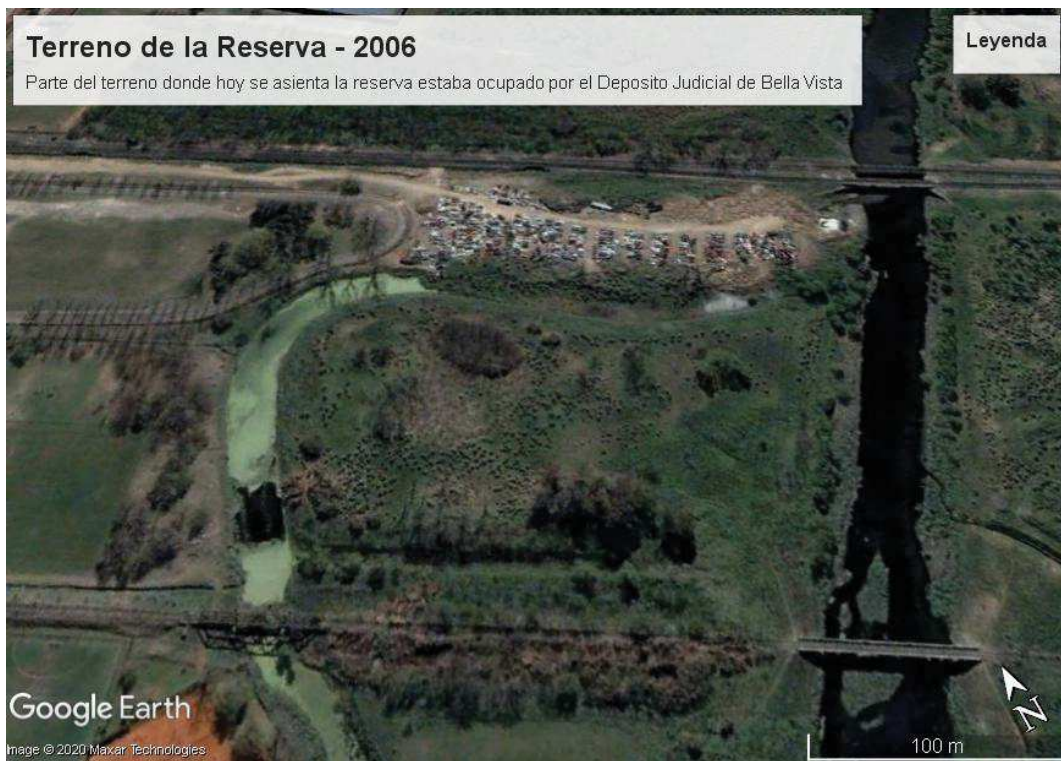 Terreno de la Reserva - 2006
Parte del terreno donde hoy se asienta la reserva estaba ocupado por el Deposito Judicial de Bella Vista
Leyenda
Google Earth
Image © 2020 Maxar Technologies
N
100 m